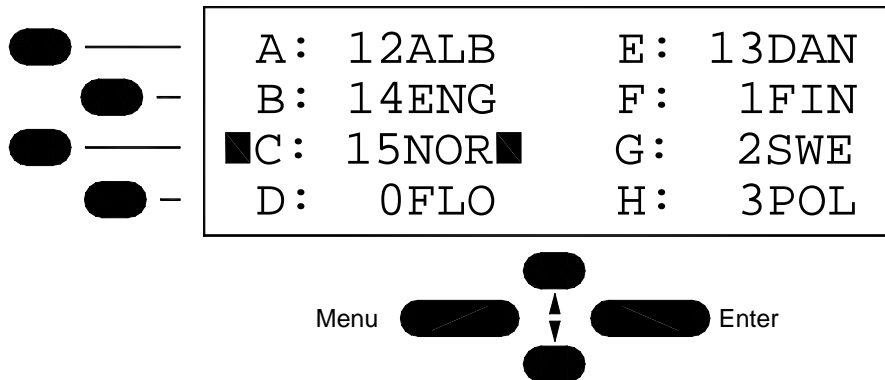 A: 12ALB E: 13DAN
B: 14ENG F: 1FIN
C: 15NOR G: 2SWE
D: 0FLO H: 3POL
Menu Enter